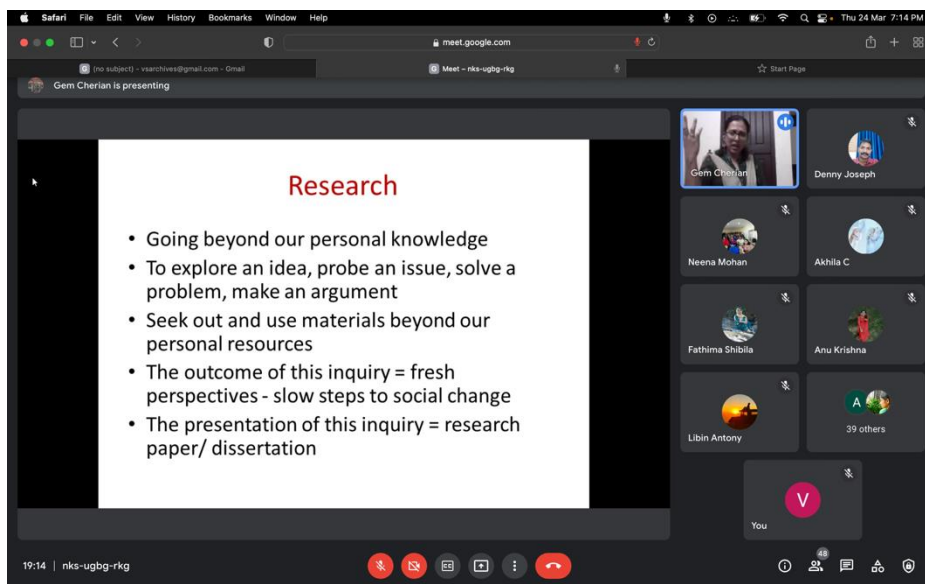 Safari File Edit View History Bookmarks Window Help Thu 24 Mar 7:14 PM
meet.google.com
(no subject) - vsarchives@gmail.com - Gmail
Meet – nks-ugbg-rkg
Start Page
Gem Cherian is presenting
Research
• Going beyond our personal knowledge
• To explore an idea, probe an issue, solve a
problem, make an argument
• Seek out and use materials beyond our
personal resources
• The outcome of this inquiry = fresh
perspectives - slow steps to social change
• The presentation of this inquiry = research
paper/ dissertation
Gem Cherian
Denny Joseph
Neena Mohan
Akhila C
Fathima Shibila
Anu Krishna
Libin Antony
A
39 others
V
You
19:14 | nks-ugbg-rkg
48